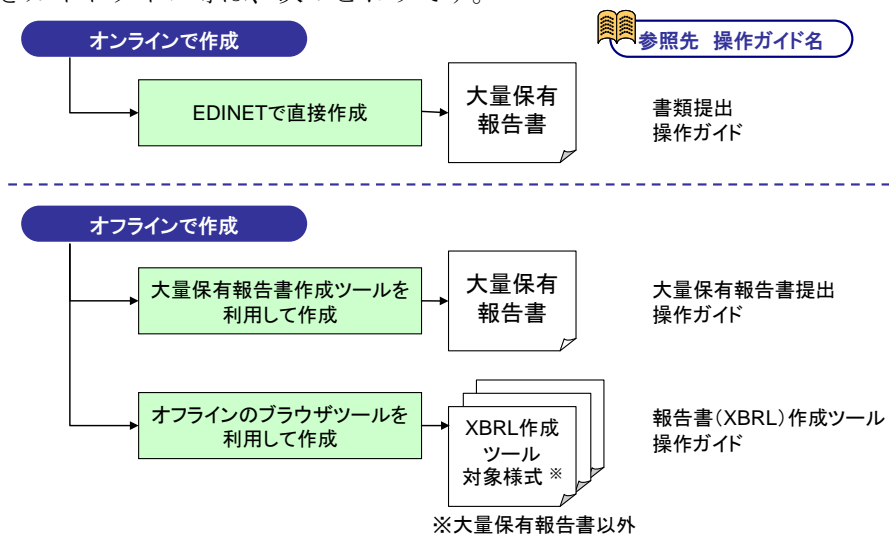 オンラインで作成
参照先 操作ガイド名
EDINETで直接作成
大量保有
報告書
書類提出
操作ガイド
オフラインで作成
大量保有報告書作成ツールを
利用して作成
大量保有
報告書
大量保有報告書提出
操作ガイド
オフラインのブラウザツールを
利用して作成
XBRL作成
ツール
対象様式 ※
報告書(XBRL)作成ツール
操作ガイド
※大量保有報告書以外